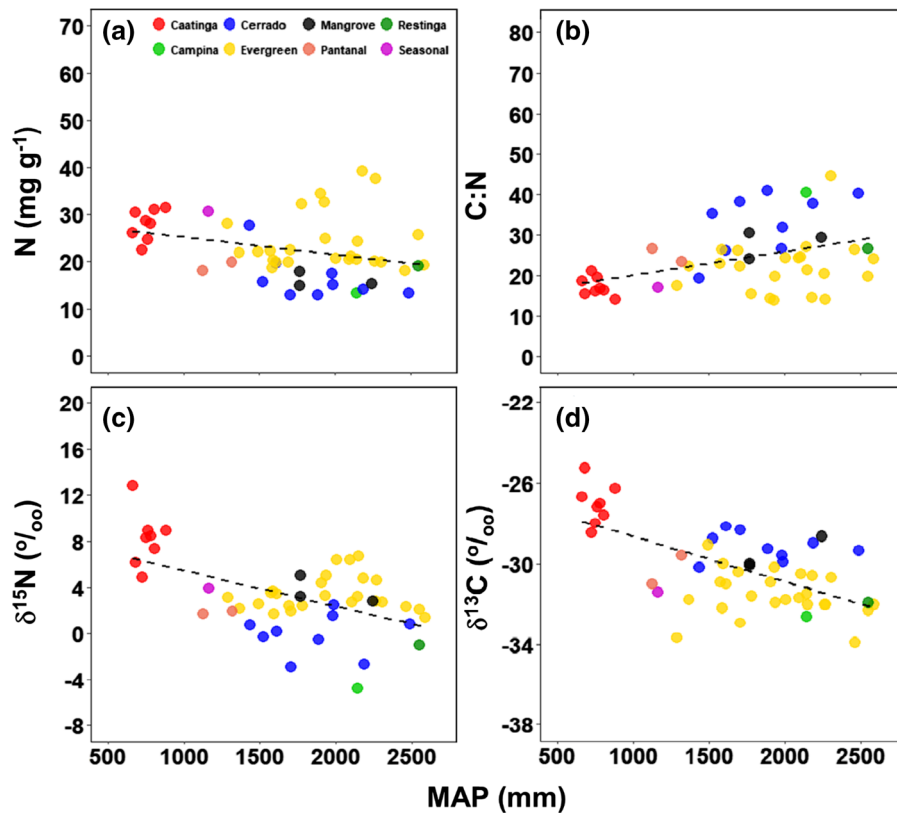 (a)
Caatinga Cerrado Mangrove Restinga
Campina Evergreen Pantanal Seasonal
N (mg g⁻¹)
70
60
50
40
30
20
10
0
(b)
C:N
80
70
60
50
40
30
20
10
0
(c)
δ¹⁵N (º/₀₀)
20
16
12
8
4
0
-4
-8
500 1000 1500 2000 2500
(d)
δ¹³C (º/₀₀)
-22
-26
-30
-34
-38
500 1000 1500 2000 2500
MAP (mm)